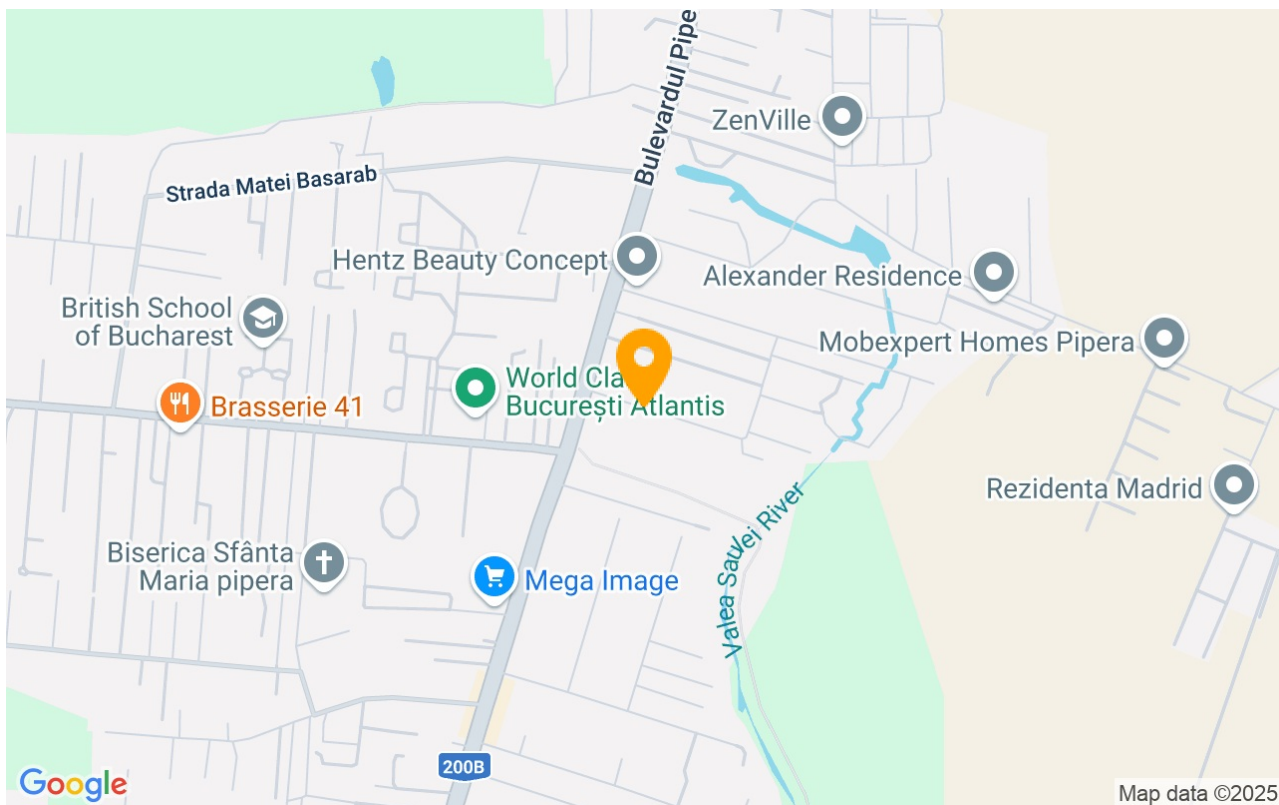 Bulevardul Pipe
ZenVille
Strada Matei Basarab
Hentz Beauty Concept
Alexander Residence
British School
of Bucharest
Mobexpert Homes Pipera
World Cla
București Atlantis
Brasserie 41
Rezidenta Madrid
Valea Saulei River
Biserica Sfânta
Maria pipera
Mega Image
200B
Google
Map data ©2025